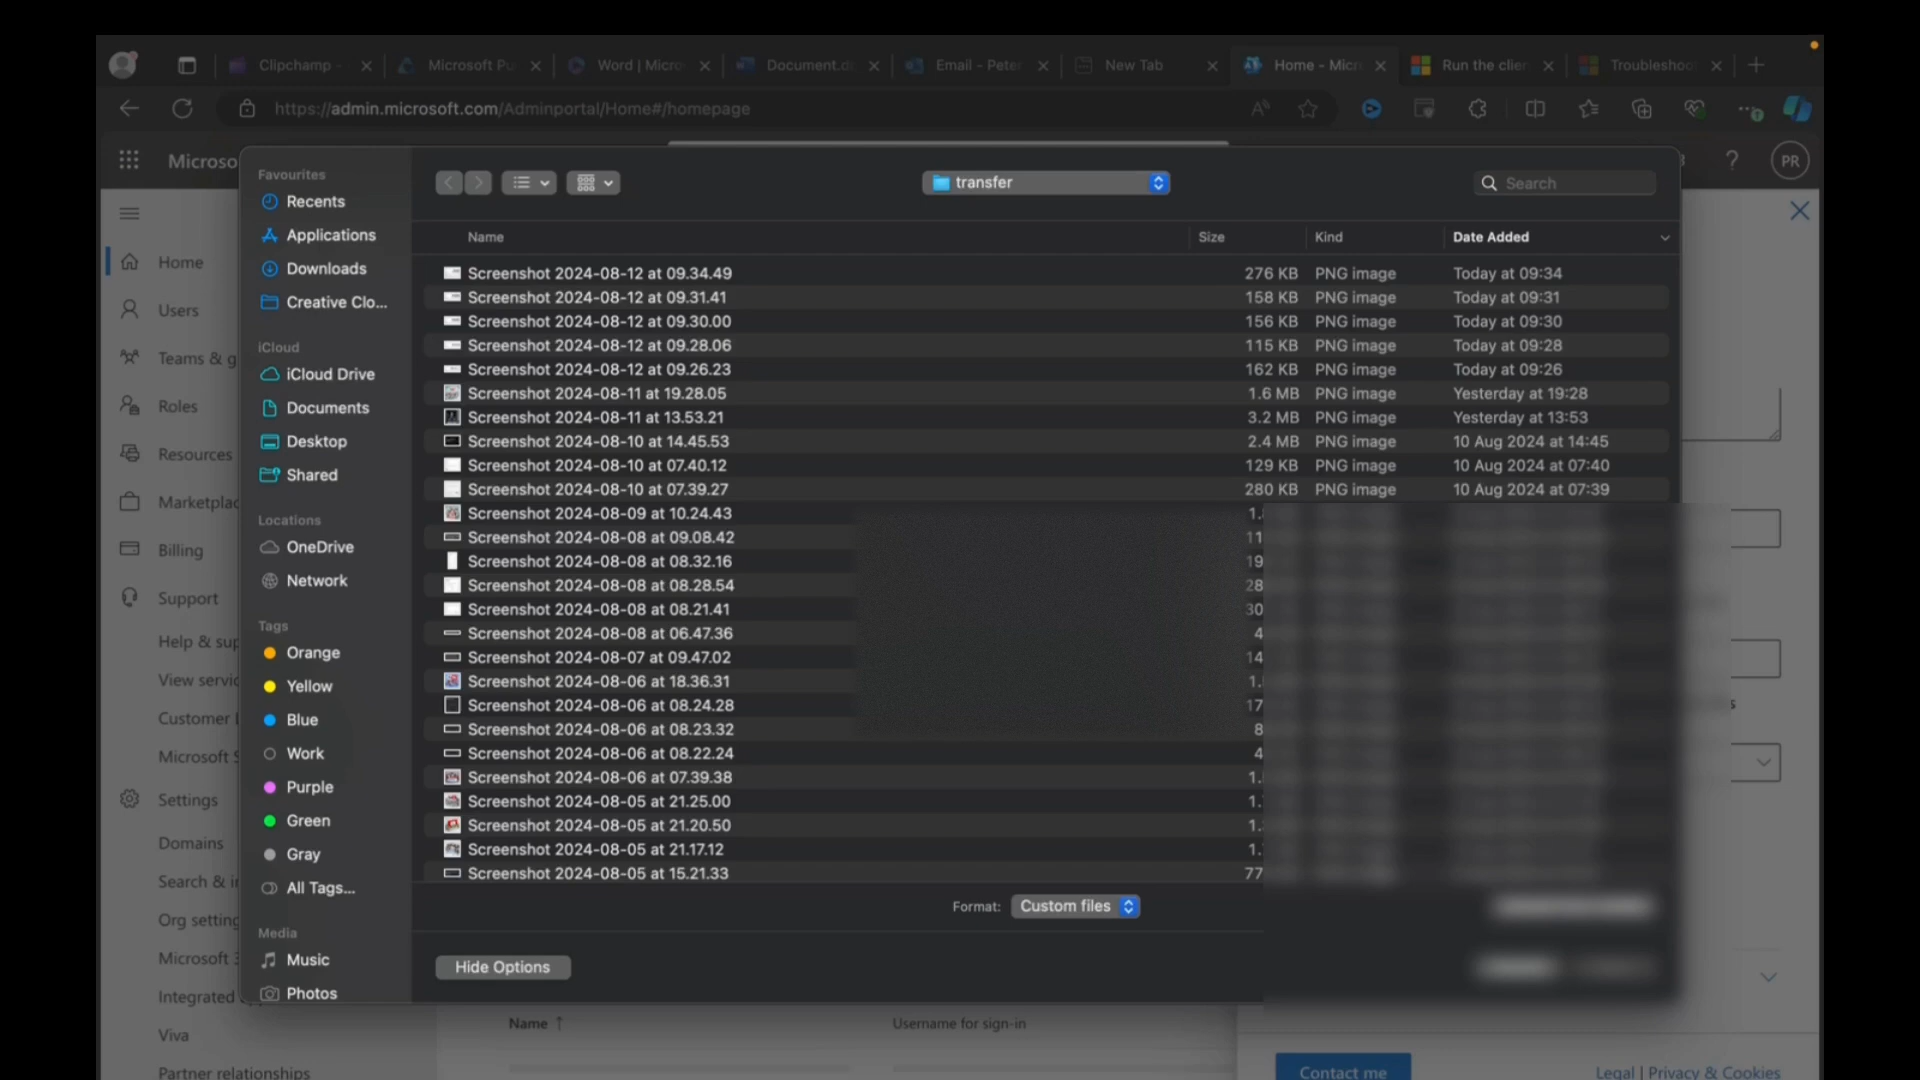 Clipchamp -
Microsoft Pu
Word | Micro
Document.d
Email - Peter
New Tab
Home - Micr
Run the clien
Troubleshoot
https://admin.microsoft.com/Adminportal/Home#/homepage
Microso
PR
Home
Users
Teams & g
Roles
Resources
Marketplac
Billing
Support
Help & sup
View servic
Customer
Microsoft S
Settings
Domains
Search & i
Org setting
Microsoft 3
Integrated
Viva
Partner relationships
Favourites
Recents
Applications
Downloads
Creative Clo...
iCloud
iCloud Drive
Documents
Desktop
Shared
Locations
OneDrive
Network
Tags
Orange
Yellow
Blue
Work
Purple
Green
Gray
All Tags...
Media
Music
Photos
transfer
Search
Name Size Kind Date Added
Screenshot 2024-08-12 at 09.34.49 276 KB PNG image Today at 09:34
Screenshot 2024-08-12 at 09.31.41 158 KB PNG image Today at 09:31
Screenshot 2024-08-12 at 09.30.00 156 KB PNG image Today at 09:30
Screenshot 2024-08-12 at 09.28.06 115 KB PNG image Today at 09:28
Screenshot 2024-08-12 at 09.26.23 162 KB PNG image Today at 09:26
Screenshot 2024-08-11 at 19.28.05 1.6 MB PNG image Yesterday at 19:28
Screenshot 2024-08-11 at 13.53.21 3.2 MB PNG image Yesterday at 13:53
Screenshot 2024-08-10 at 14.45.53 2.4 MB PNG image 10 Aug 2024 at 14:45
Screenshot 2024-08-10 at 07.40.12 129 KB PNG image 10 Aug 2024 at 07:40
Screenshot 2024-08-10 at 07.39.27 280 KB PNG image 10 Aug 2024 at 07:39
Screenshot 2024-08-09 at 10.24.43 1.
Screenshot 2024-08-08 at 09.08.42 11
Screenshot 2024-08-08 at 08.32.16 19
Screenshot 2024-08-08 at 08.28.54 28
Screenshot 2024-08-08 at 08.21.41 30
Screenshot 2024-08-08 at 06.47.36 4
Screenshot 2024-08-07 at 09.47.02 14
Screenshot 2024-08-06 at 18.36.31 1.
Screenshot 2024-08-06 at 08.24.28 17
Screenshot 2024-08-06 at 08.23.32 8
Screenshot 2024-08-06 at 08.22.24 4
Screenshot 2024-08-06 at 07.39.38 1.
Screenshot 2024-08-05 at 21.25.00 1.
Screenshot 2024-08-05 at 21.20.50 1.
Screenshot 2024-08-05 at 21.17.12 1.
Screenshot 2024-08-05 at 15.21.33 77
Format: Custom files
Hide Options
Name ↑ Username for sign-in
Contact me
Legal | Privacy & Cookies